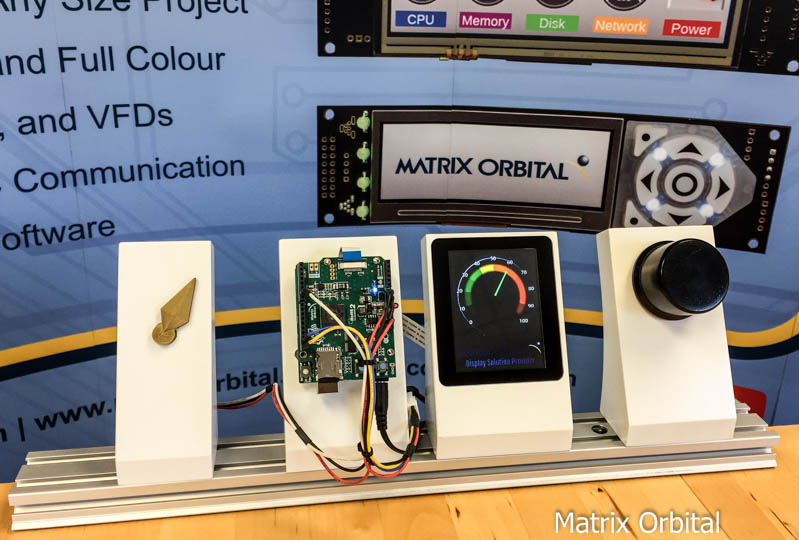 Any Size Project
and Full Colour
, and VFDs
Communication
Software
CPU
Memory
Disk
Network
Power
MATRIX ORBITAL
0
10
20
30
40
50
60
70
80
90
100
Display Solution Provider
| www.
orbital.
Matrix Orbital